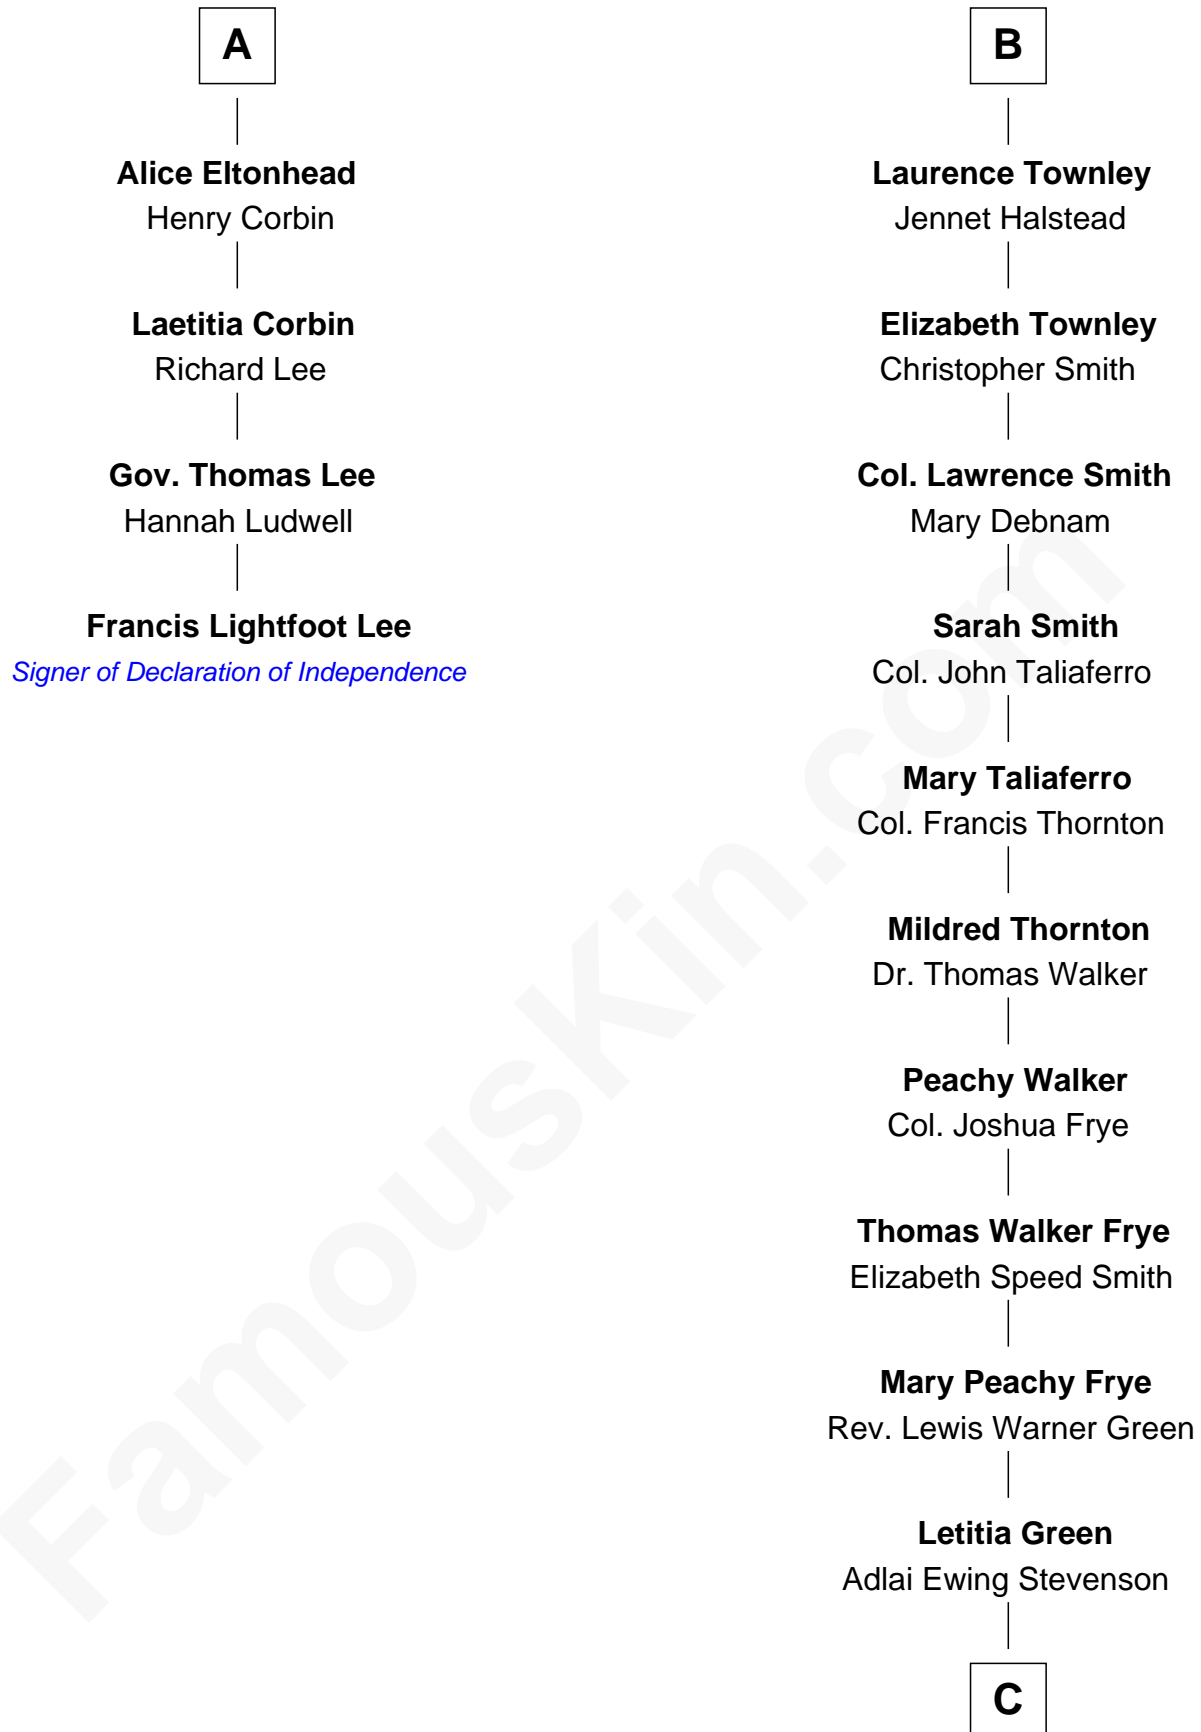 A
Alice Eltonhead
Henry Corbin
Laetitia Corbin
Richard Lee
Gov. Thomas Lee
Hannah Ludwell
Francis Lightfoot Lee
Signer of Declaration of Independence
B
Laurence Townley
Jennet Halstead
Elizabeth Townley
Christopher Smith
Col. Lawrence Smith
Mary Debnam
Sarah Smith
Col. John Taliaferro
Mary Taliaferro
Col. Francis Thornton
Mildred Thornton
Dr. Thomas Walker
Peachy Walker
Col. Joshua Frye
Thomas Walker Frye
Elizabeth Speed Smith
Mary Peachy Frye
Rev. Lewis Warner Green
Letitia Green
Adlai Ewing Stevenson
C
FamousKin.com